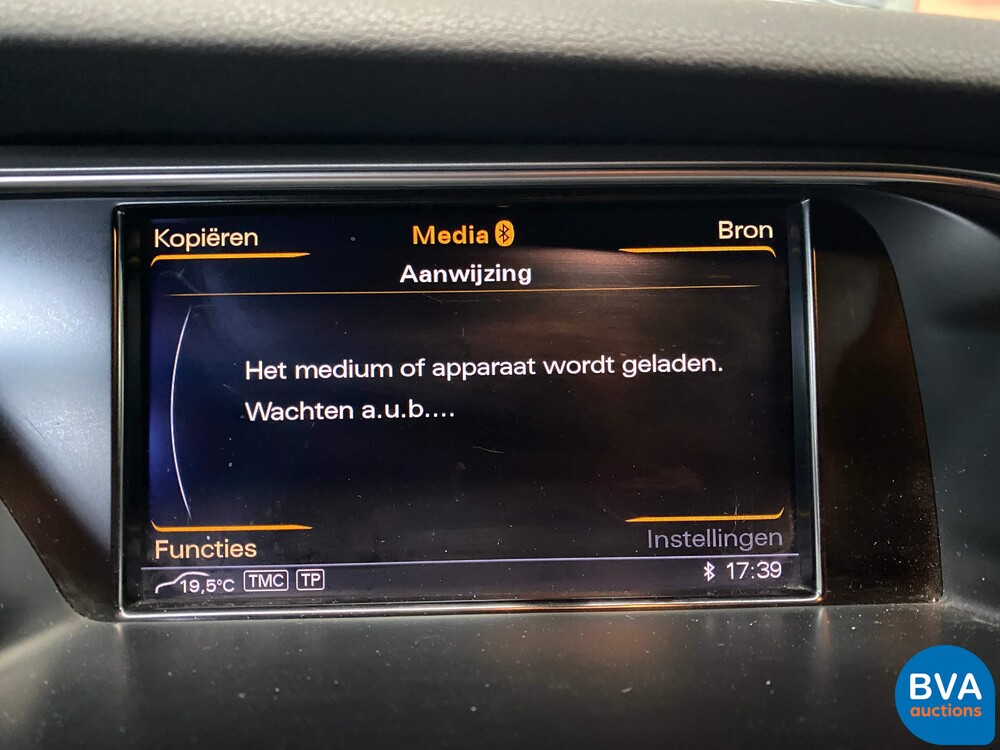 Kopiëren Media Bron
Aanwijzing
Het medium of apparaat wordt geladen.
Wachten a.u.b....
Functies Instellingen
19,5°C TMC TP 17:39
BVA
auctions